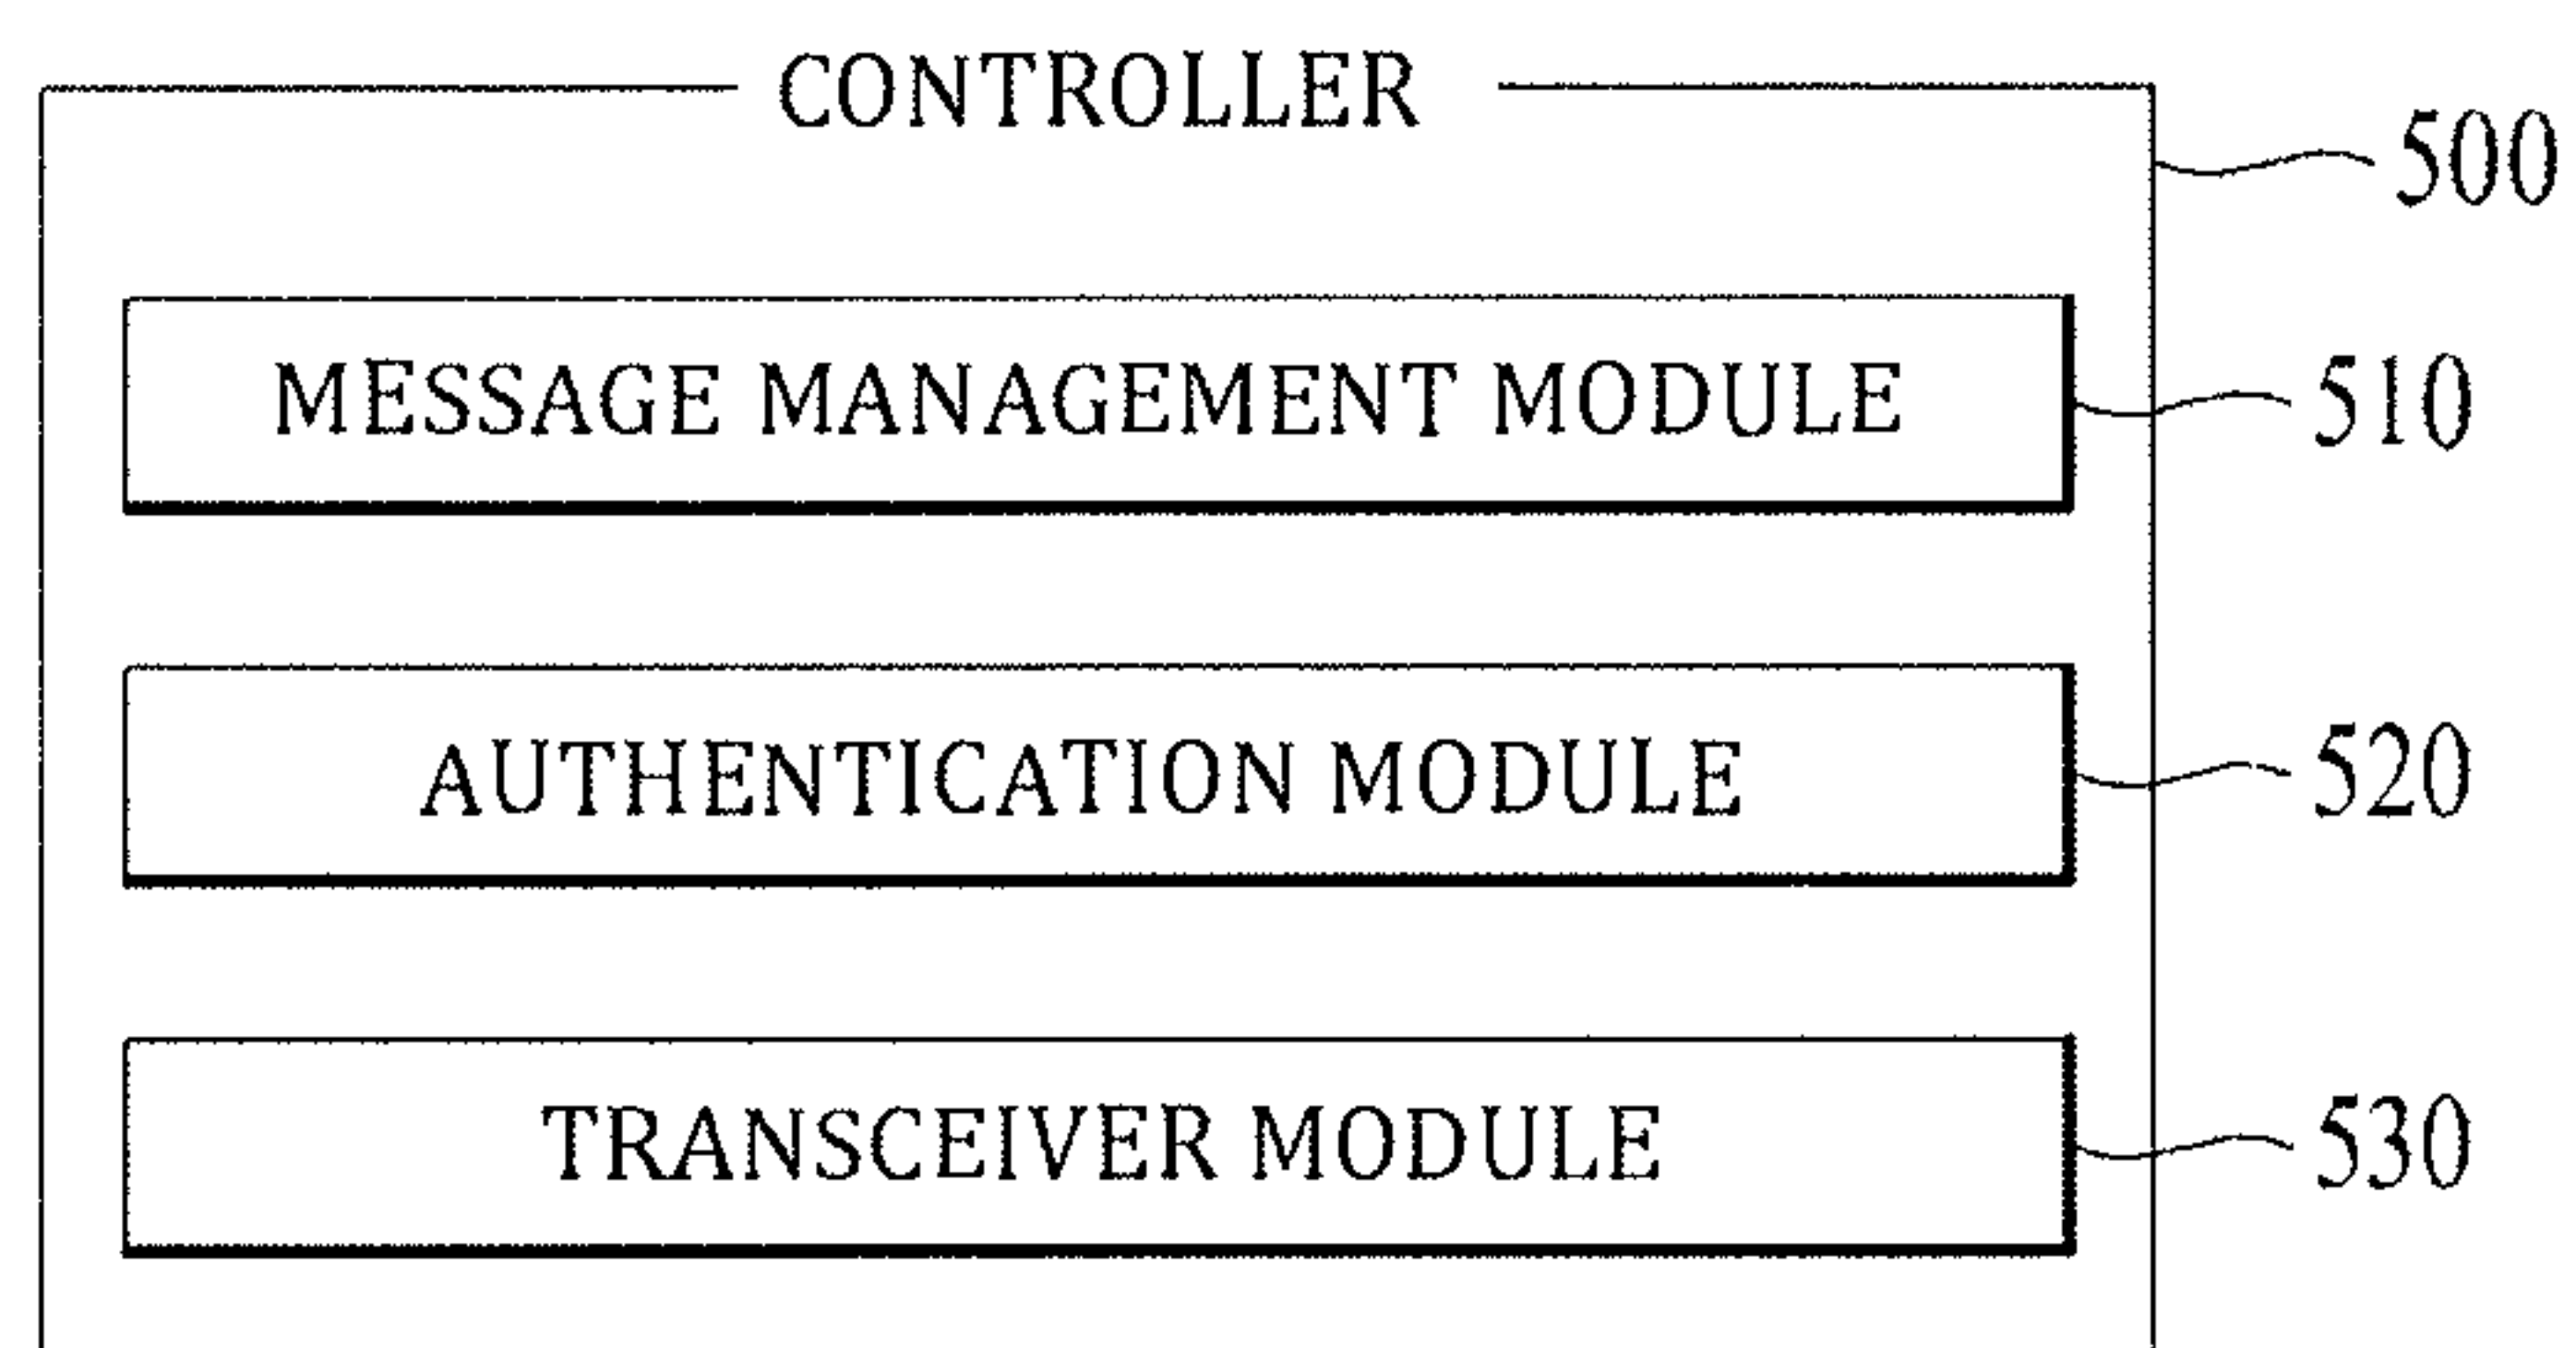 CONTROLLER
500
MESSAGE MANAGEMENT MODULE
510
AUTHENTICATION MODULE
520
TRANSCEIVER MODULE
530